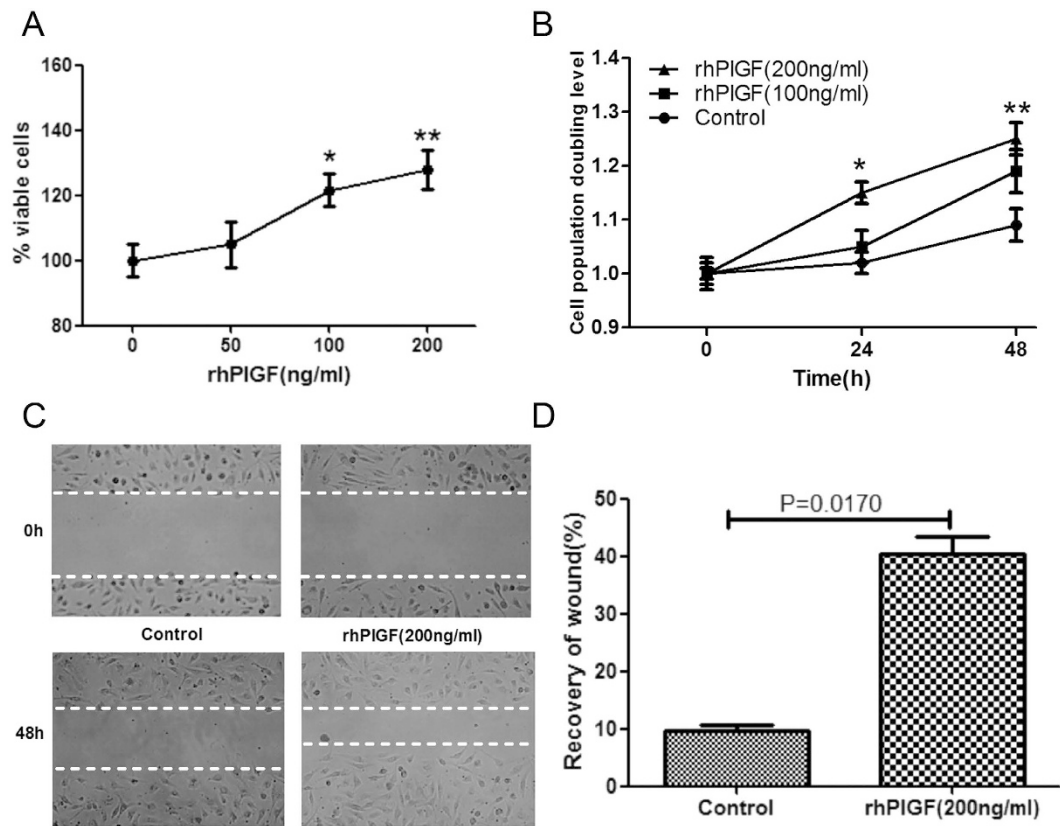 A
160
140
120
100
80
% viable cells
*
**
0 50 100 200
rhPlGF(ng/ml)
B
1.4
1.3
1.2
1.1
1.0
0.9
Cell population doubling level
rhPlGF(200ng/ml)
rhPlGF(100ng/ml)
Control
*
**
0 24 48
Time(h)
C
0h
Control rhPlGF(200ng/ml)
48h
D
50
40
30
20
10
0
Recovery of wound(%)
P=0.0170
Control rhPlGF(200ng/ml)